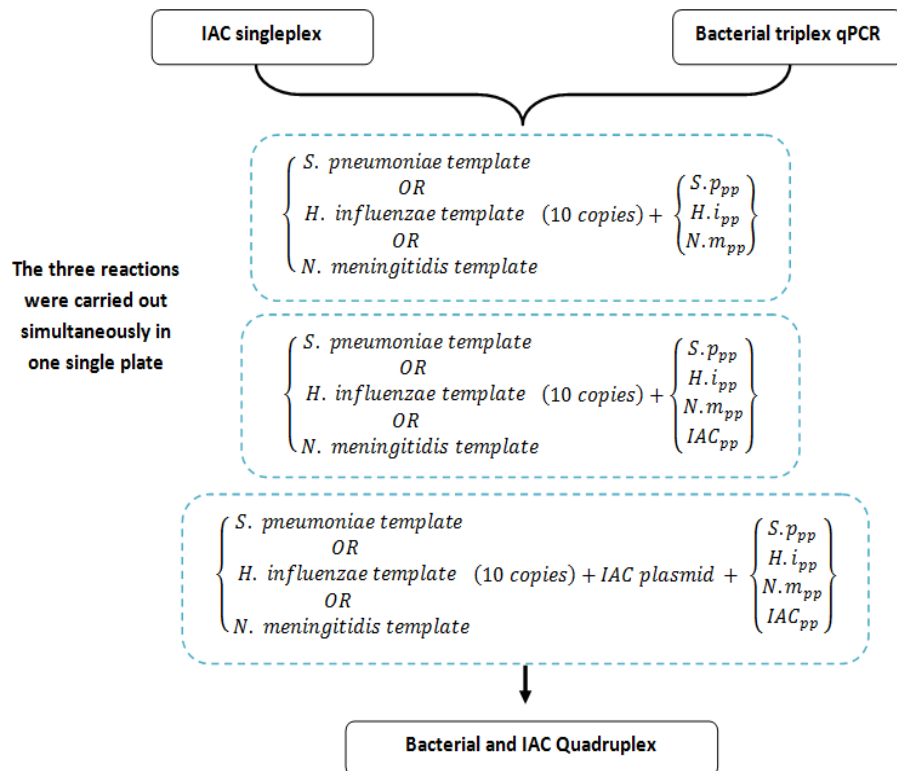 IAC singleplex
Bacterial triplex qPCR
S. pneumoniae template
OR
H. influenzae template (10 copies) +
OR
N. meningitidis template
S.p_pp
H.i_pp
N.m_pp
The three reactions
were carried out
simultaneously in
one single plate
S. pneumoniae template
OR
H. influenzae template (10 copies) +
OR
N. meningitidis template
S.p_pp
H.i_pp
N.m_pp
IAC_pp
S. pneumoniae template
OR
H. influenzae template (10 copies) + IAC plasmid +
OR
N. meningitidis template
S.p_pp
H.i_pp
N.m_pp
IAC_pp
Bacterial and IAC Quadruplex